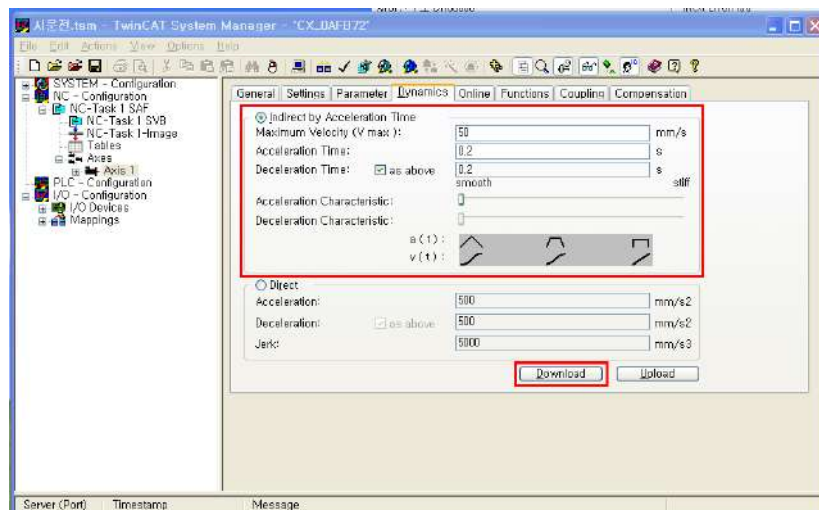 시운전.tsm - TwinCAT System Manager - 'CX_0AFB72'
File Edit Actions View Options Help
SYSTEM - Configuration
NC - Configuration
NC-Task 1 SAF
NC-Task 1 SVB
NC-Task 1-Image
Tables
Axes
Axis 1
PLC - Configuration
I/O - Configuration
I/O Devices
Mappings
General Settings Parameter Dynamics Online Functions Coupling Compensation
Indirect by Acceleration Time
Maximum Velocity (V max ): 50 mm/s
Acceleration Time: 0.2 s
Deceleration Time: as above 0.2 s
smooth stiff
Acceleration Characteristic:
Deceleration Characteristic:
a(t):
v(t):
Direct
Acceleration: 500 mm/s2
Deceleration: as above 500 mm/s2
Jerk: 5000 mm/s3
Download Upload
Server (Port) Timestamp Message